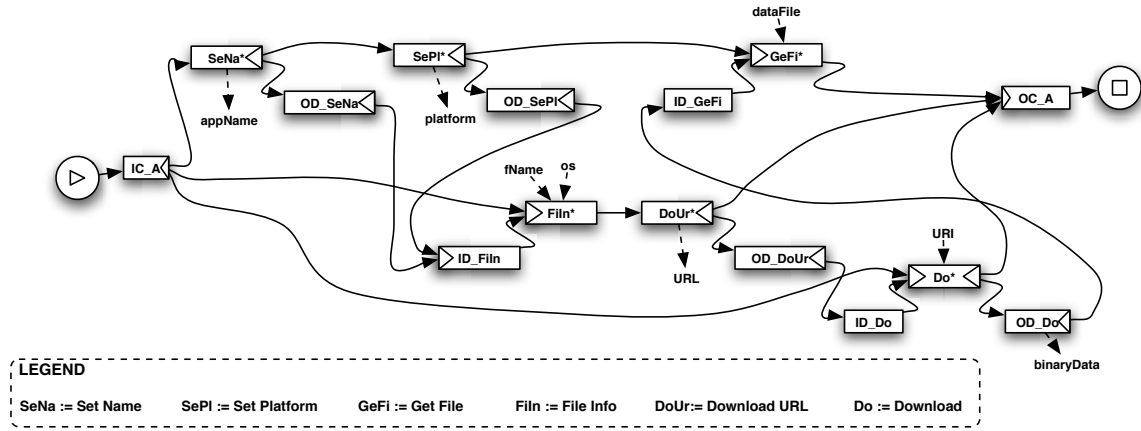 dataFile
SeNa*
SePl*
GeFi*
OD_SeNa
OD_SePl
ID_GeFi
OC_A
appName
platform
IC_A
fName
os
FiIn*
DoUr*
ID_FiIn
OD_DoUr
URI
URL
Do*
ID_Do
OD_Do
binaryData
LEGEND
SeNa := Set Name SePl := Set Platform GeFi := Get File FiIn := File Info DoUr:= Download URL Do := Download